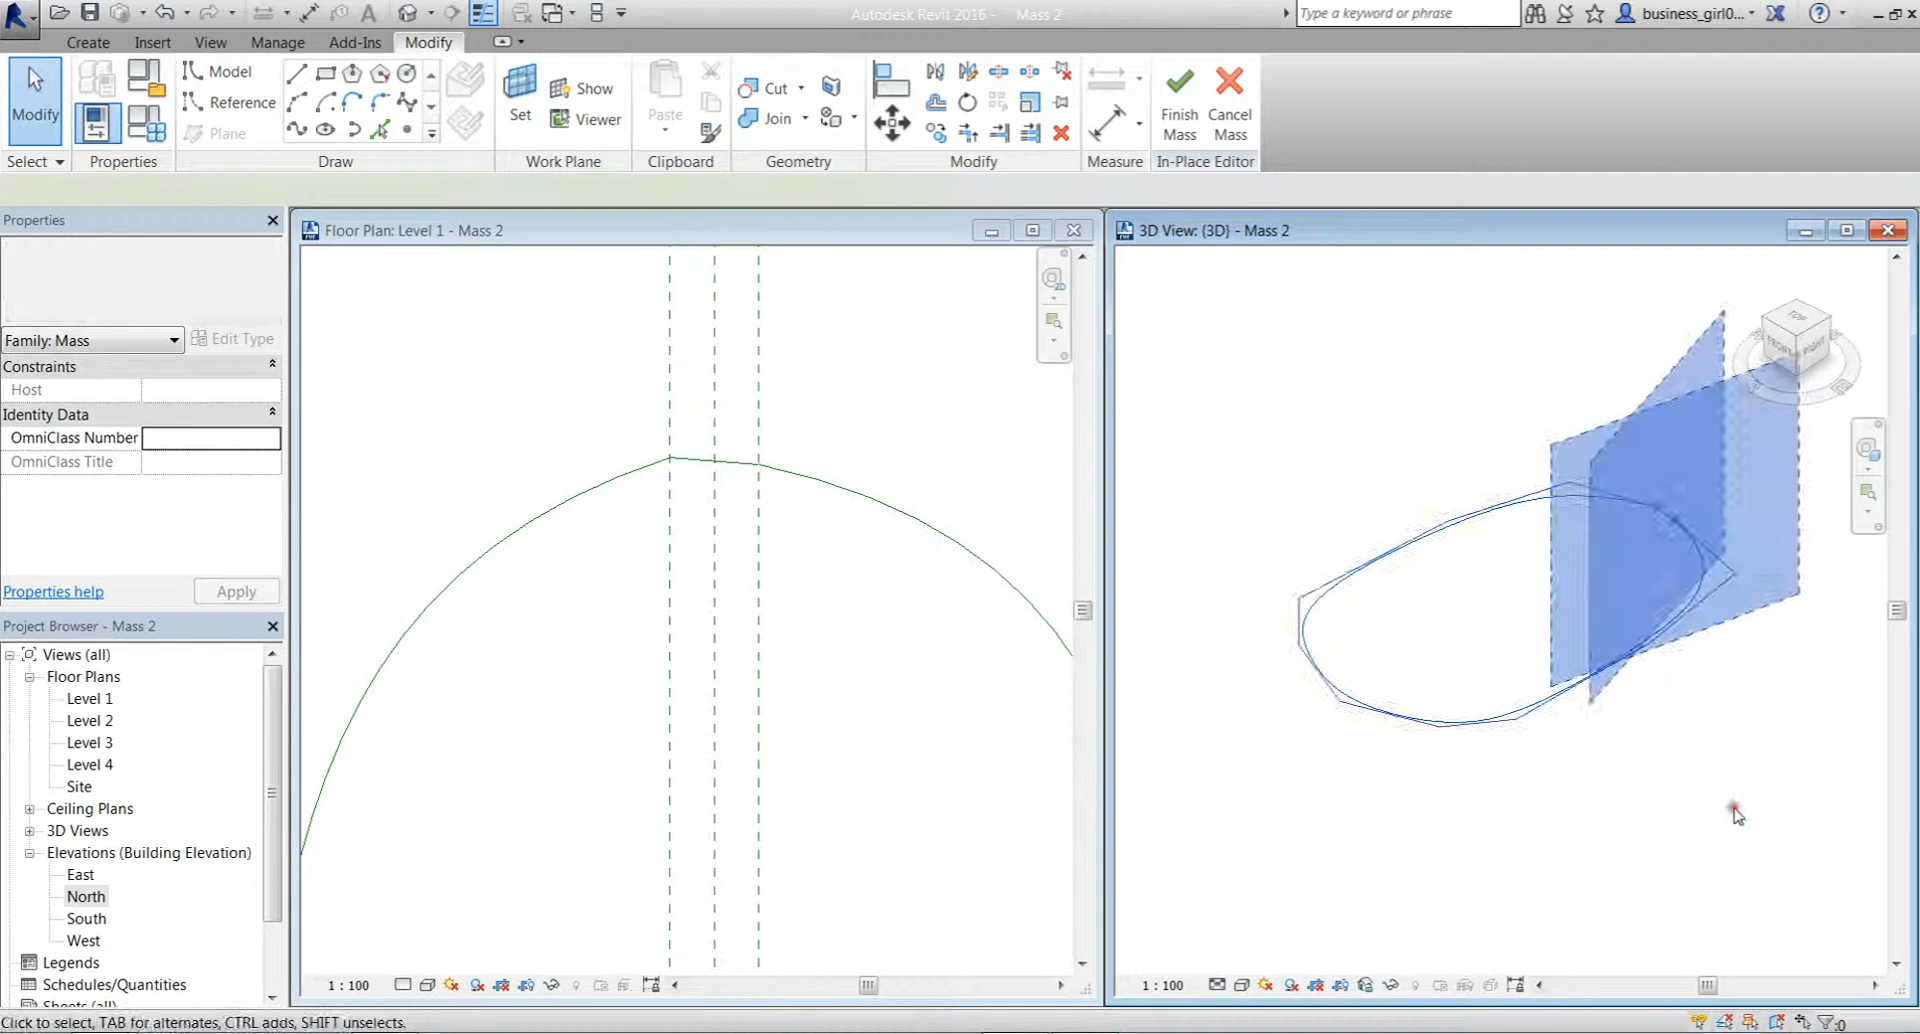 Autodesk Revit 2016 - Mass 2
Type a keyword or phrase
business_girl0...
Create Insert View Manage Add-Ins Modify
Modify
Select
Properties
Model
Reference
Plane
Draw
Set
Show
Viewer
Work Plane
Paste
Clipboard
Cut
Join
Geometry
Modify
Measure
Finish Mass
Cancel Mass
In-Place Editor
Properties
Family: Mass
Edit Type
Constraints
Host
Identity Data
OmniClass Number
OmniClass Title
Properties help
Apply
Project Browser - Mass 2
Views (all)
Floor Plans
Level 1
Level 2
Level 3
Level 4
Site
Ceiling Plans
3D Views
Elevations (Building Elevation)
East
North
South
West
Legends
Schedules/Quantities
Sheets (all)
Floor Plan: Level 1 - Mass 2
1 : 100
3D View: {3D} - Mass 2
TOP
FRONT
RIGHT
1 : 100
Click to select, TAB for alternates, CTRL adds, SHIFT unselects.
:0